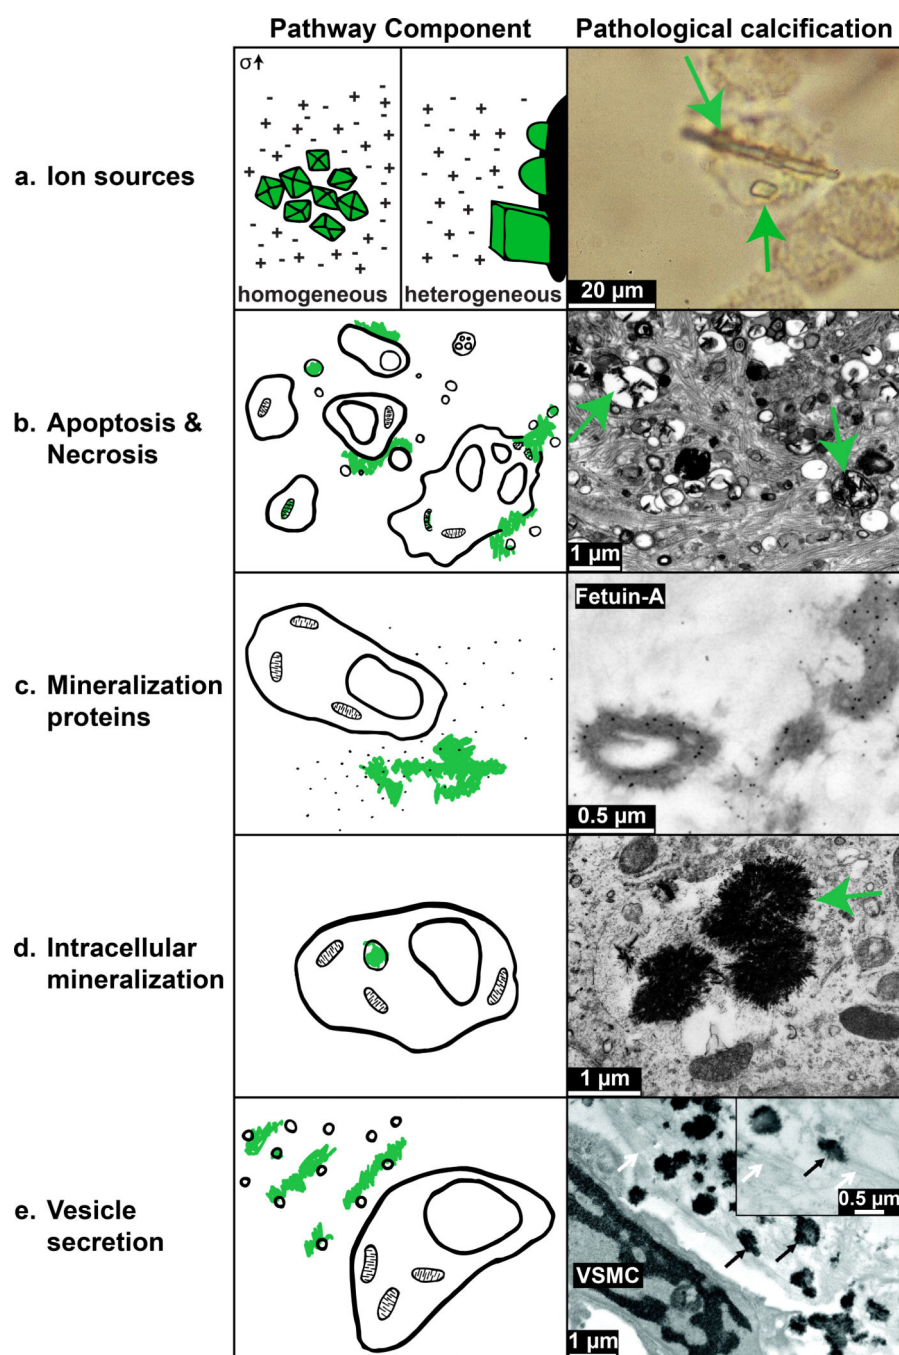 Pathway Component
Pathological calcification
a. Ion sources
σ↑
homogeneous
heterogeneous
20 µm
b. Apoptosis &
Necrosis
1 µm
c. Mineralization
proteins
Fetuin-A
0.5 µm
d. Intracellular
mineralization
1 µm
e. Vesicle
secretion
0.5 µm
VSMC
1 µm